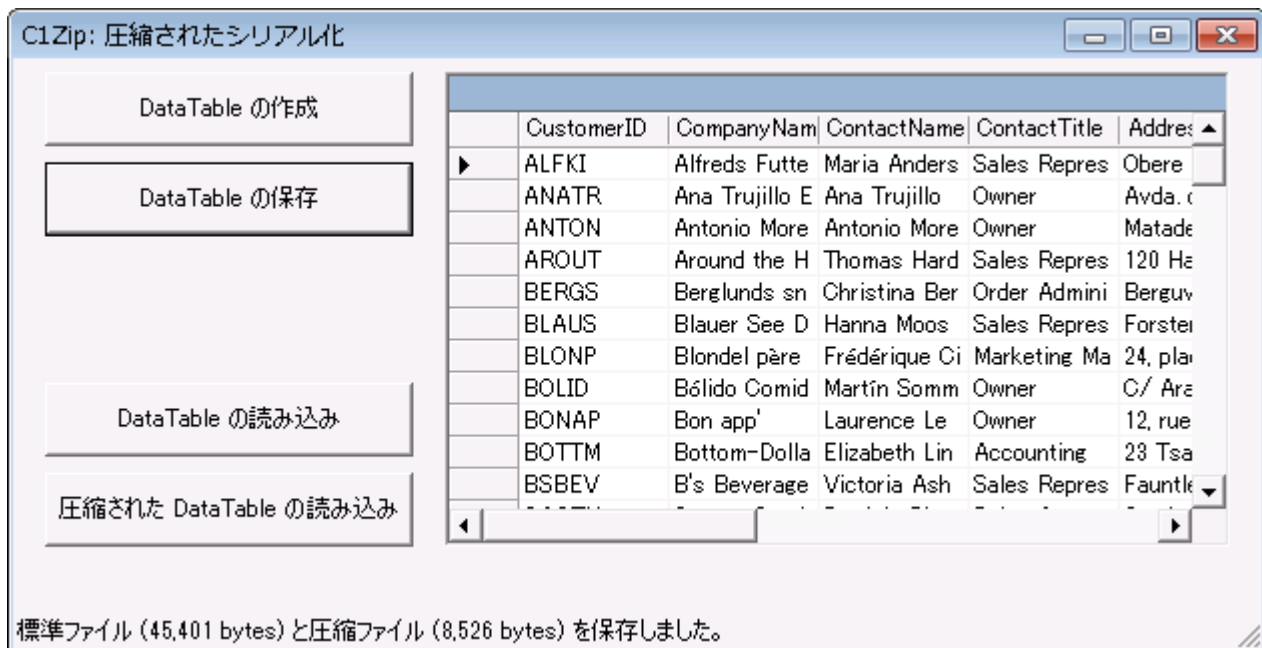 C1Zip: 圧縮されたシリアル化
DataTable の作成
DataTable の保存
DataTable の読み込み
圧縮された DataTable の読み込み
CustomerID CompanyNam ContactName ContactTitle Addres
ALFKI Alfreds Futte Maria Anders Sales Repres Obere
ANATR Ana Trujillo E Ana Trujillo Owner Avda. c
ANTON Antonio More Antonio More Owner Matade
AROUT Around the H Thomas Hard Sales Repres 120 Ha
BERGS Berglunds sn Christina Ber Order Admini Berguv
BLAUS Blauer See D Hanna Moos Sales Repres Forster
BLONP Blondel père Frédérique Ci Marketing Ma 24, pla
BOLID Bólido Comid Martín Somm Owner C/ Ara
BONAP Bon app' Laurence Le Owner 12, rue
BOTTM Bottom-Dolla Elizabeth Lin Accounting 23 Tsa
BSBEV B's Beverage Victoria Ash Sales Repres Fauntle
標準ファイル (45,401 bytes) と圧縮ファイル (8,526 bytes) を保存しました。